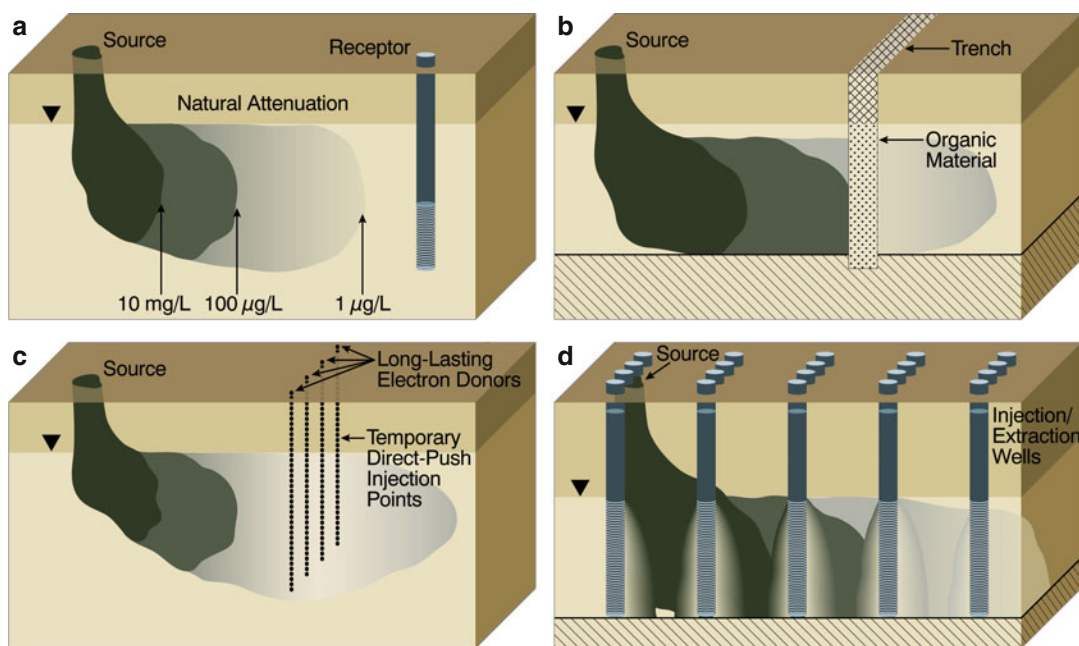 a
Source
Receptor
Natural Attenuation
10 mg/L
100 µg/L
1 µg/L
b
Source
Trench
Organic
Material
c
Source
Long-Lasting
Electron Donors
Temporary
Direct-Push
Injection
Points
d
Source
Injection/
Extraction
Wells